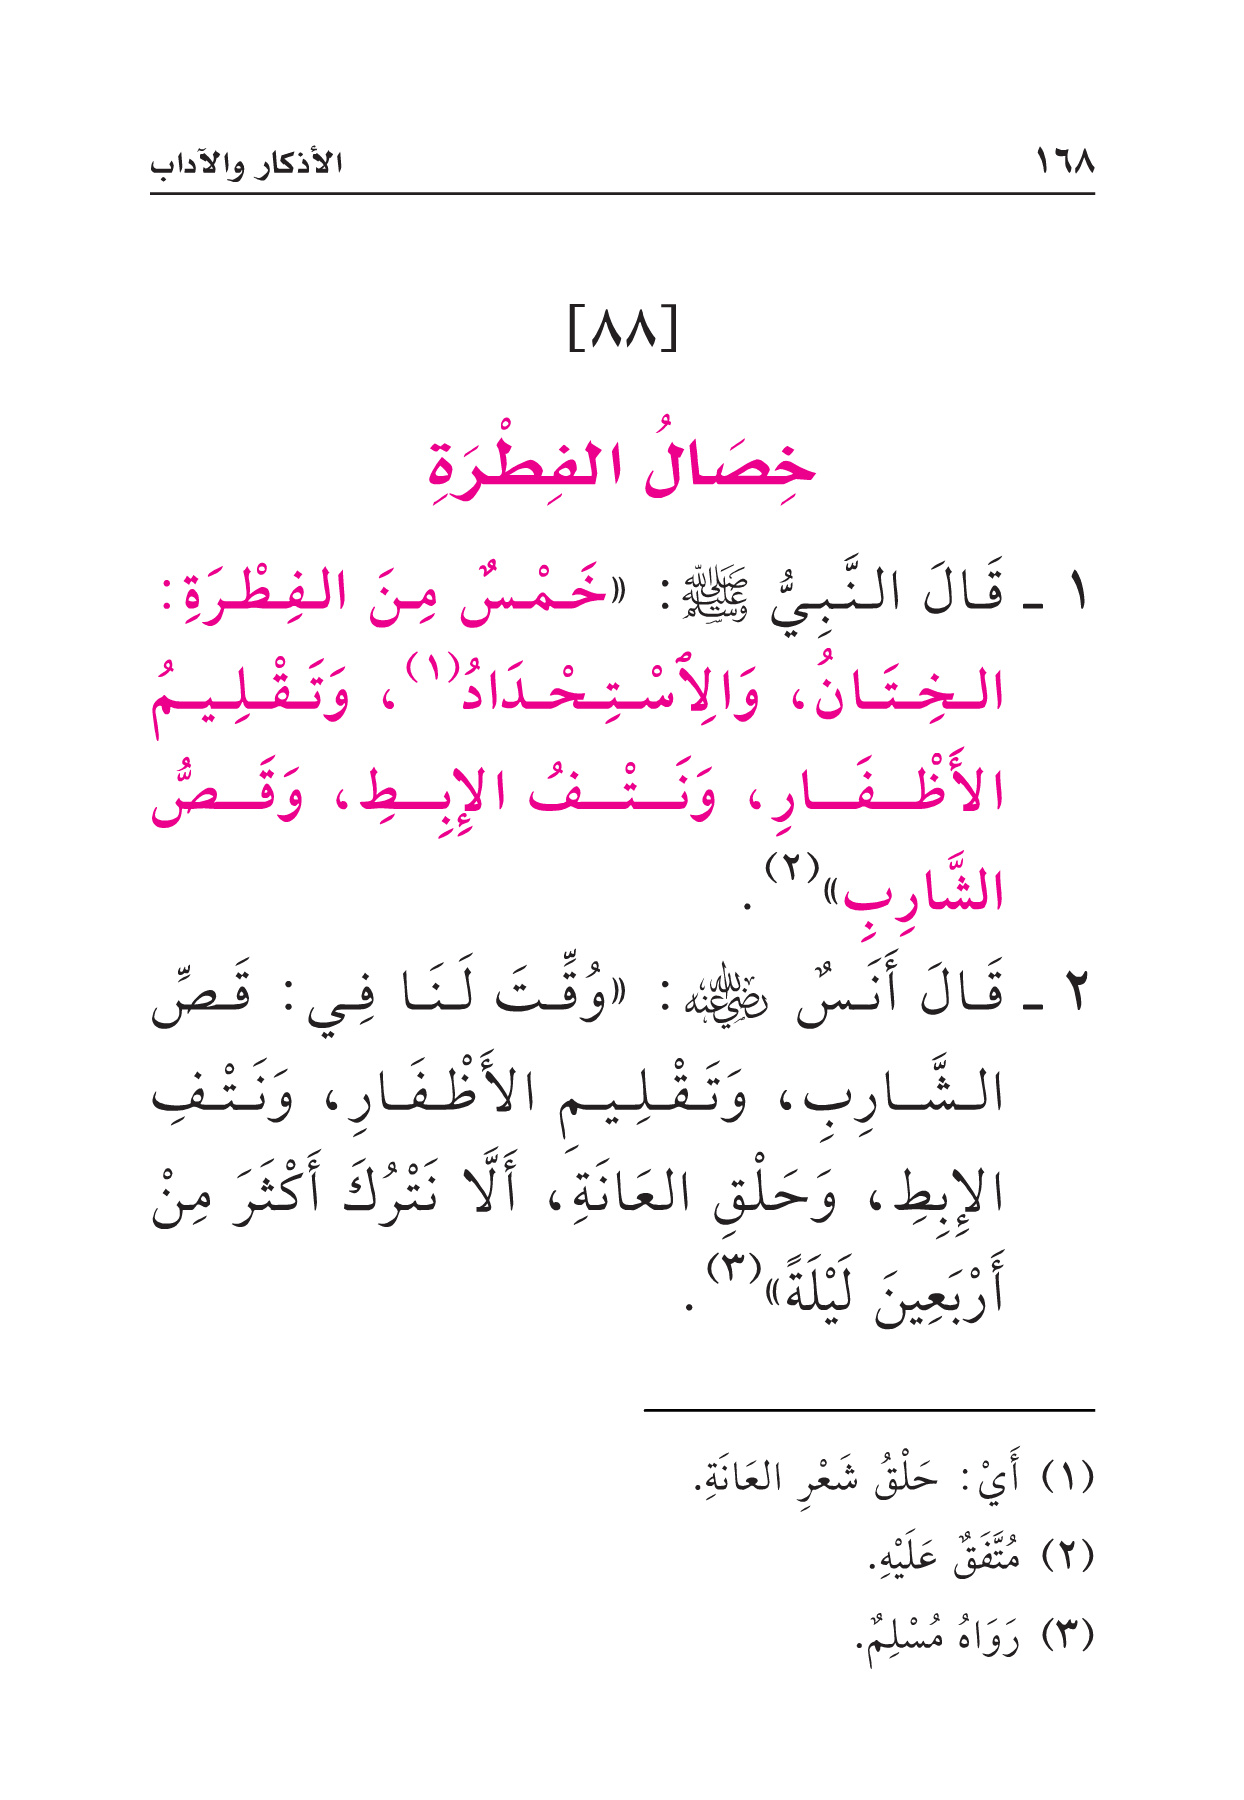 ١٦٨ الأذكار والآداب
[٨٨]
خِصَالُ الفِطْرَةِ
١ ـ قَالَ النَّبِيُّ ﷺ: «خَمْسٌ مِنَ الفِطْرَةِ:
الخِتَانُ، وَالِٱسْتِحْدَادُ(١)، وَتَقْلِيمُ
الأَظْفَارِ، وَنَتْفُ الإِبِطِ، وَقَصُّ
الشَّارِبِ»(٢).
٢ ـ قَالَ أَنَسٌ رضي الله عنه: «وُقِّتَ لَنَا فِي: قَصِّ
الشَّارِبِ، وَتَقْلِيمِ الأَظْفَارِ، وَنَتْفِ
الإِبِطِ، وَحَلْقِ العَانَةِ، أَلَّا نَتْرُكَ أَكْثَرَ مِنْ
أَرْبَعِينَ لَيْلَةً»(٣).
(١) أَيْ: حَلْقُ شَعْرِ العَانَةِ.
(٢) مُتَّفَقٌ عَلَيْهِ.
(٣) رَوَاهُ مُسْلِمٌ.